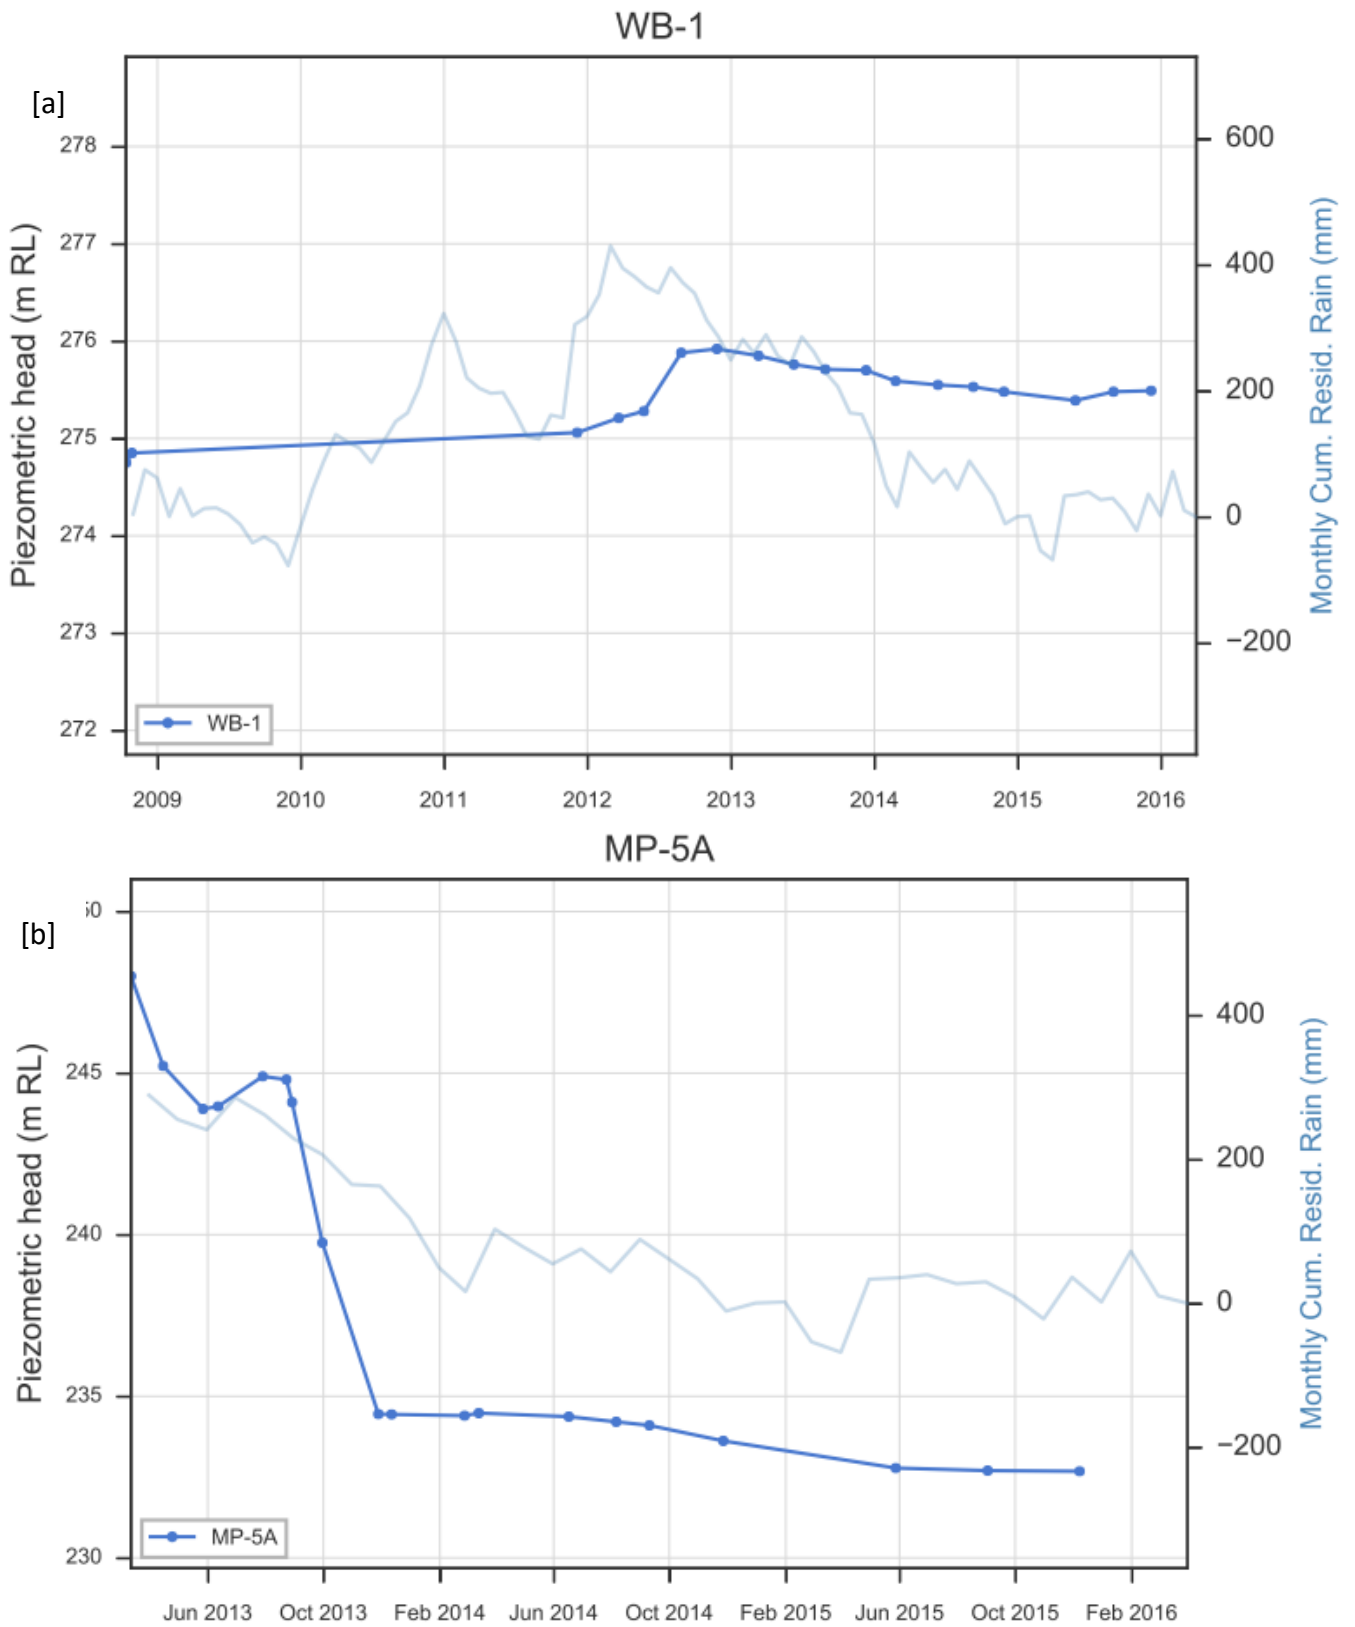 WB-1
[a]
278
277
276
275
274
273
272
Piezometric head (m RL)
600
400
200
0
−200
Monthly Cum. Resid. Rain (mm)
WB-1
2009 2010 2011 2012 2013 2014 2015 2016
MP-5A
[b]
50
245
240
235
230
Piezometric head (m RL)
400
200
0
−200
Monthly Cum. Resid. Rain (mm)
MP-5A
Jun 2013 Oct 2013 Feb 2014 Jun 2014 Oct 2014 Feb 2015 Jun 2015 Oct 2015 Feb 2016